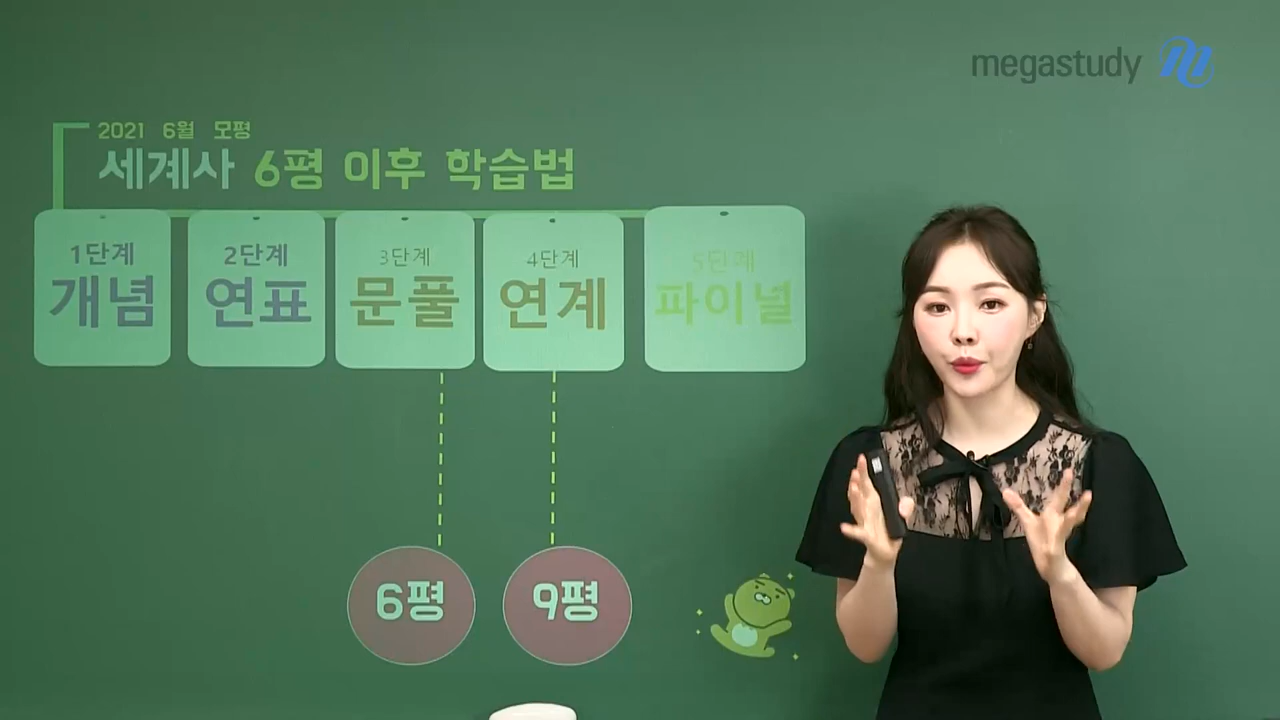 megastudy
2021 6월 모평
세계사 6평 이후 학습법
1단계
개념
2단계
연표
3단계
문풀
4단계
연계
5단계
파이널
6평
9평